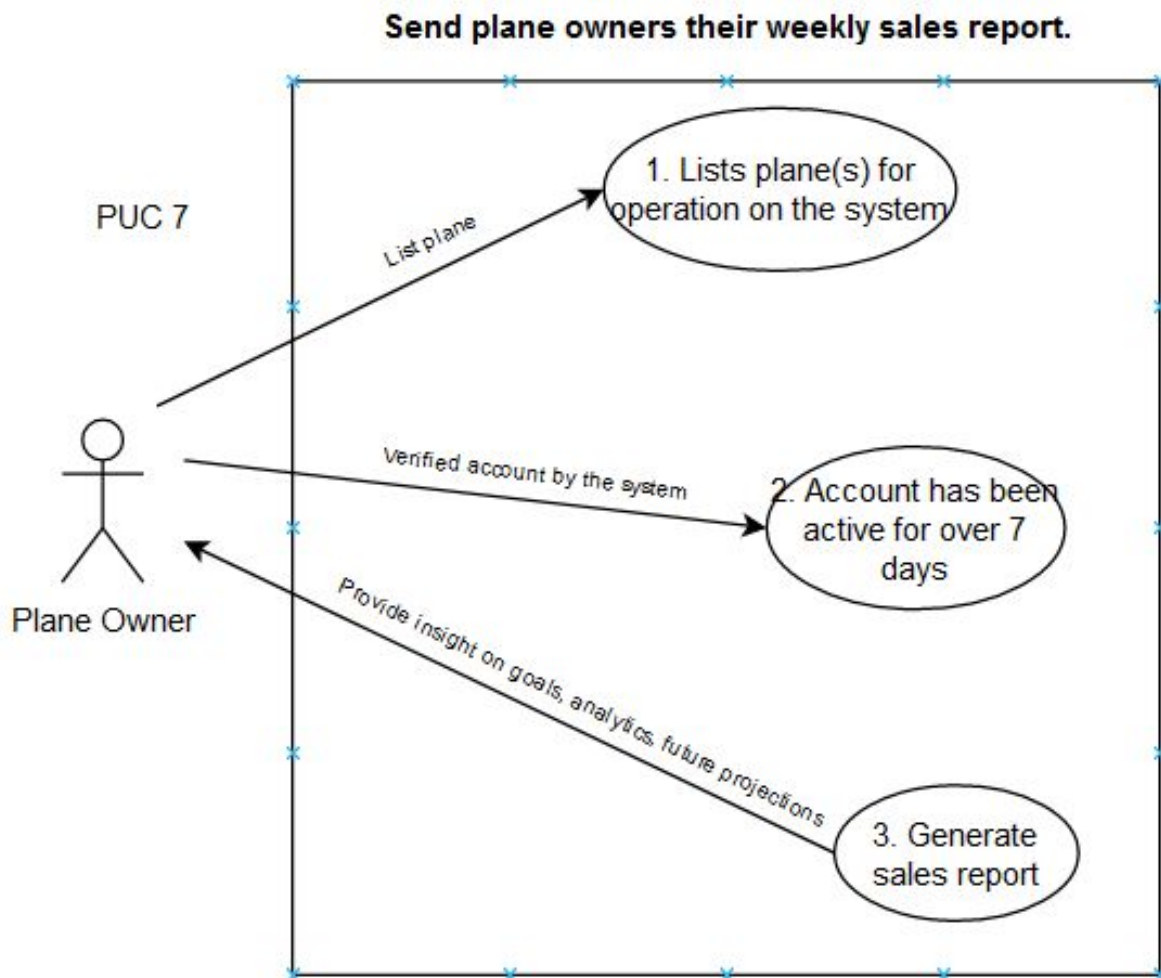 Send plane owners their weekly sales report.
1. Lists plane(s) for
operation on the system
PUC 7
List plane
Verified account by the system
2. Account has been
active for over 7
days
Plane Owner
Provide insight on goals, analytics, future projections
3. Generate
sales report